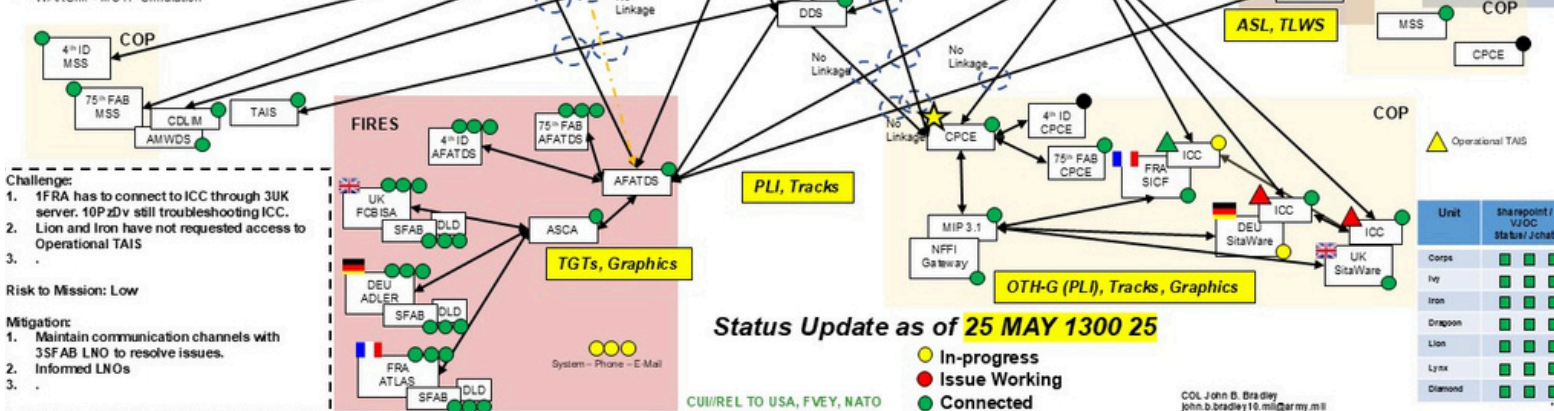 No
Linkage
DDS
ASL, TLWS
COP
MSS
CPCE
COP
4th ID
MSS
75th FAB
MSS
CDLIM
AMWDS
TAIS
No
Linkage
No
Linkage
No
Linkage
FIRES
4th ID
AFATDS
75th FAB
AFATDS
AFATDS
UK
FCBISA
SFAB
DLD
ASCA
TGTs, Graphics
DEU
ADLER
SFAB
DLD
System – Phone – E-Mail
FRA
ATLAS
SFAB
DLD
PLI, Tracks
COP
CPCE
4th ID
CPCE
75th FAB
CPCE
FRA
SICF
ICC
ICC
ICC
MIP 3.1
NFFI
Gateway
DEU
SitaWare
UK
SitaWare
OTH-G (PLI), Tracks, Graphics
Operational TAIS
Challenge:
1. 1FRA has to connect to ICC through 3UK
server. 10PzDv still troubleshooting ICC.
2. Lion and Iron have not requested access to
Operational TAIS
3. .
Risk to Mission: Low
Mitigation:
1. Maintain communication channels with
3SFAB LNO to resolve issues.
2. Informed LNOs
3. .
Status Update as of 25 MAY 1300 25
In-progress
Issue Working
Connected
CUI//REL TO USA, FVEY, NATO
COL John B. Bradley
john.b.bradley10.mil@army.mil
Unit
Sharepoint /
VJOC
Status/ Jchat
Corps
Ivy
Iron
Dragoon
Lion
Lynx
Diamond